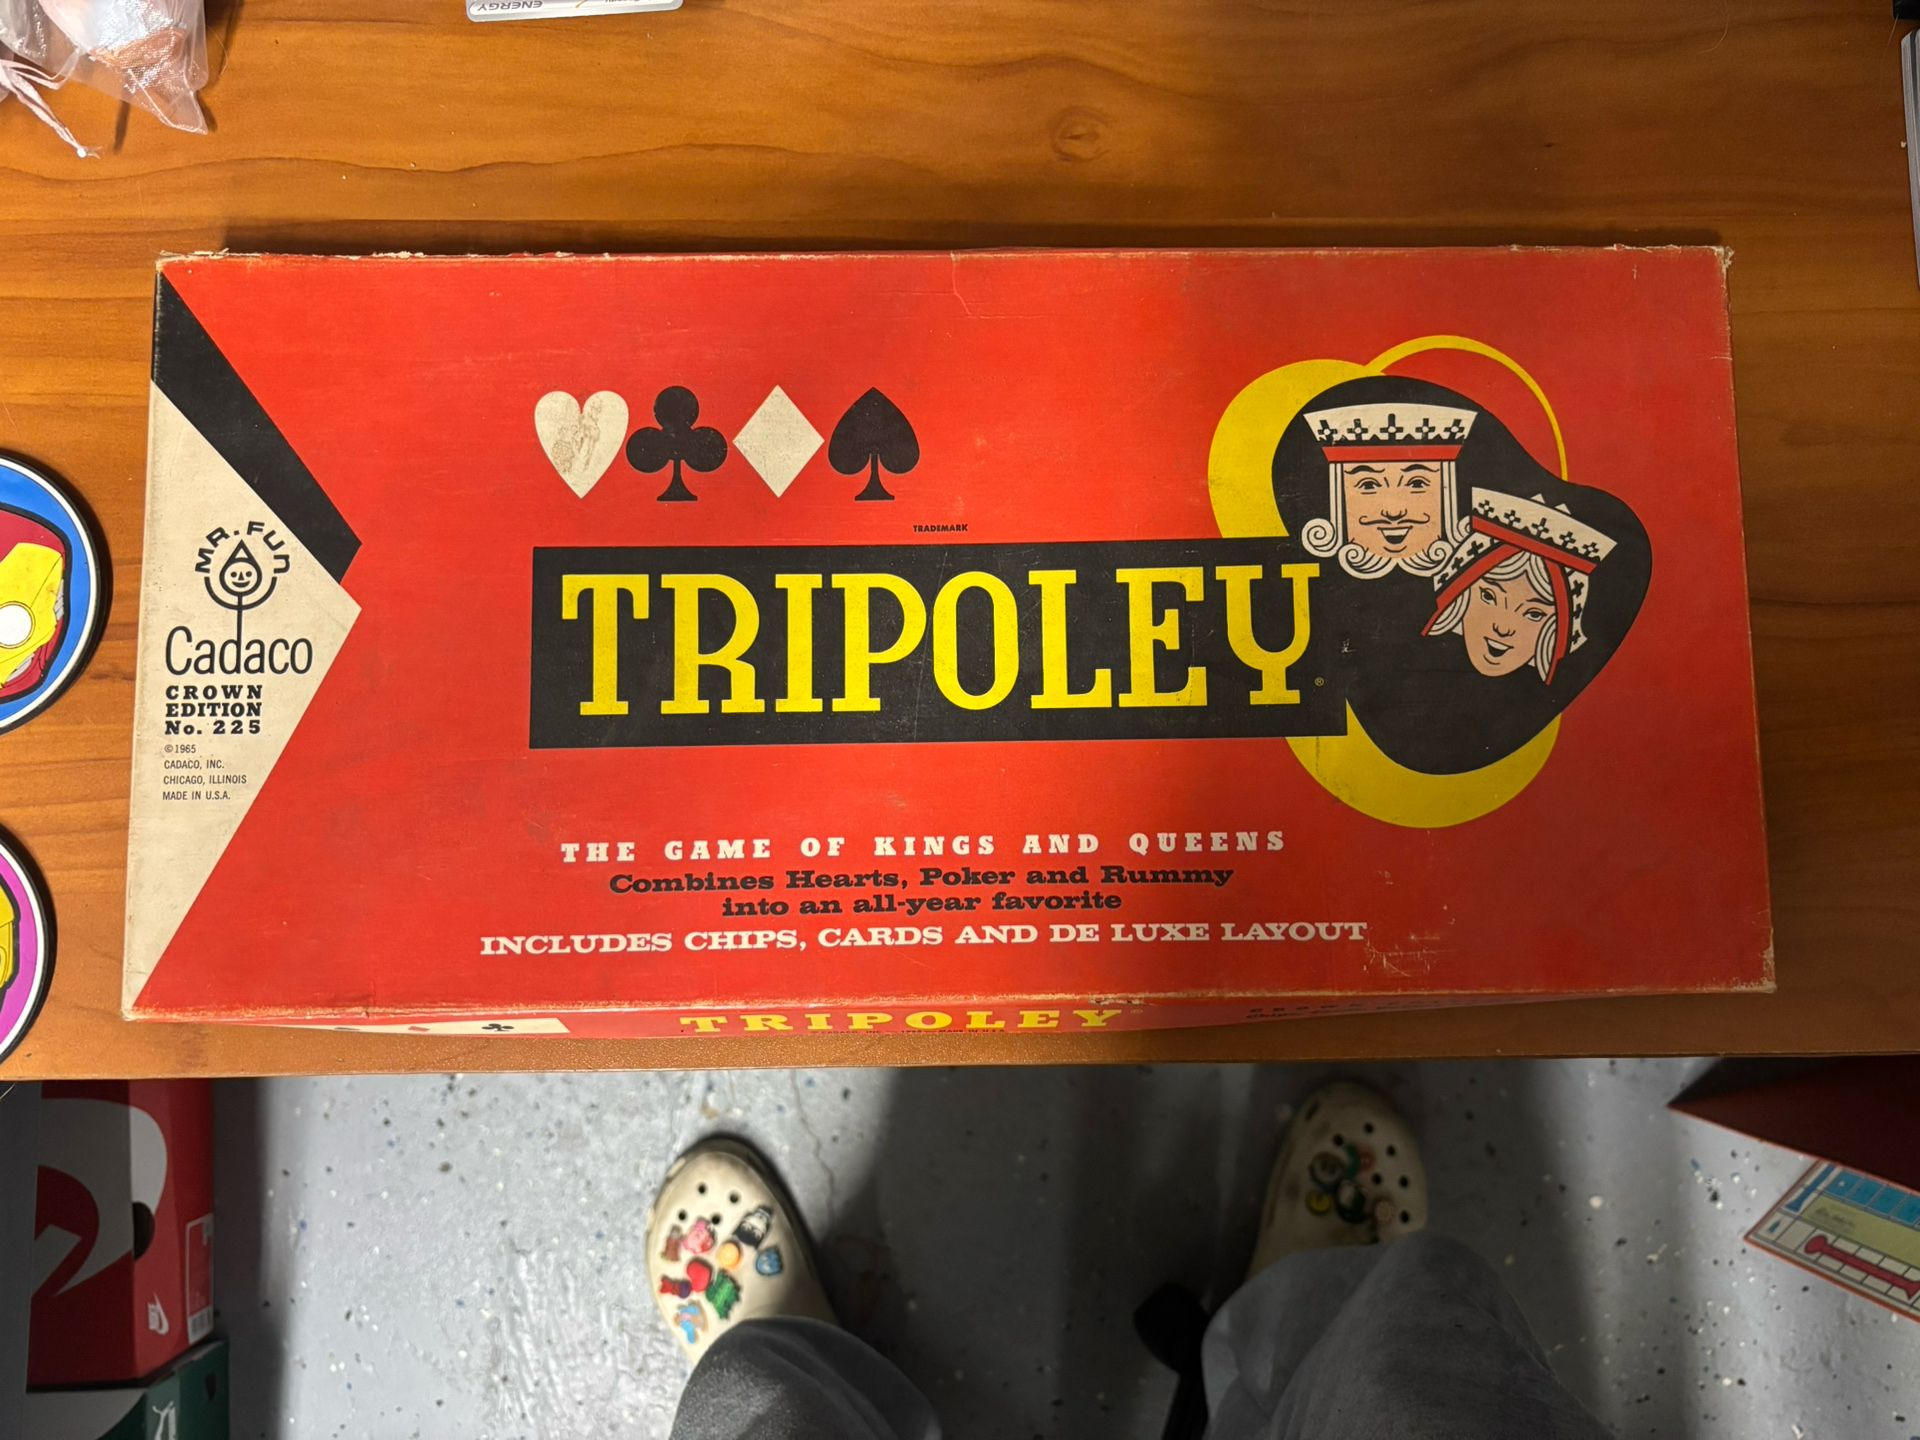 ENERGY
TRADEMARK
TRIPOLEY®
MR. FUN
Cadaco
CROWN
EDITION
No. 225
©1965
CADACO, INC.
CHICAGO, ILLINOIS
MADE IN U.S.A.
THE GAME OF KINGS AND QUEENS
Combines Hearts, Poker and Rummy
into an all-year favorite
INCLUDES CHIPS, CARDS AND DE LUXE LAYOUT
TRIPOLEY®